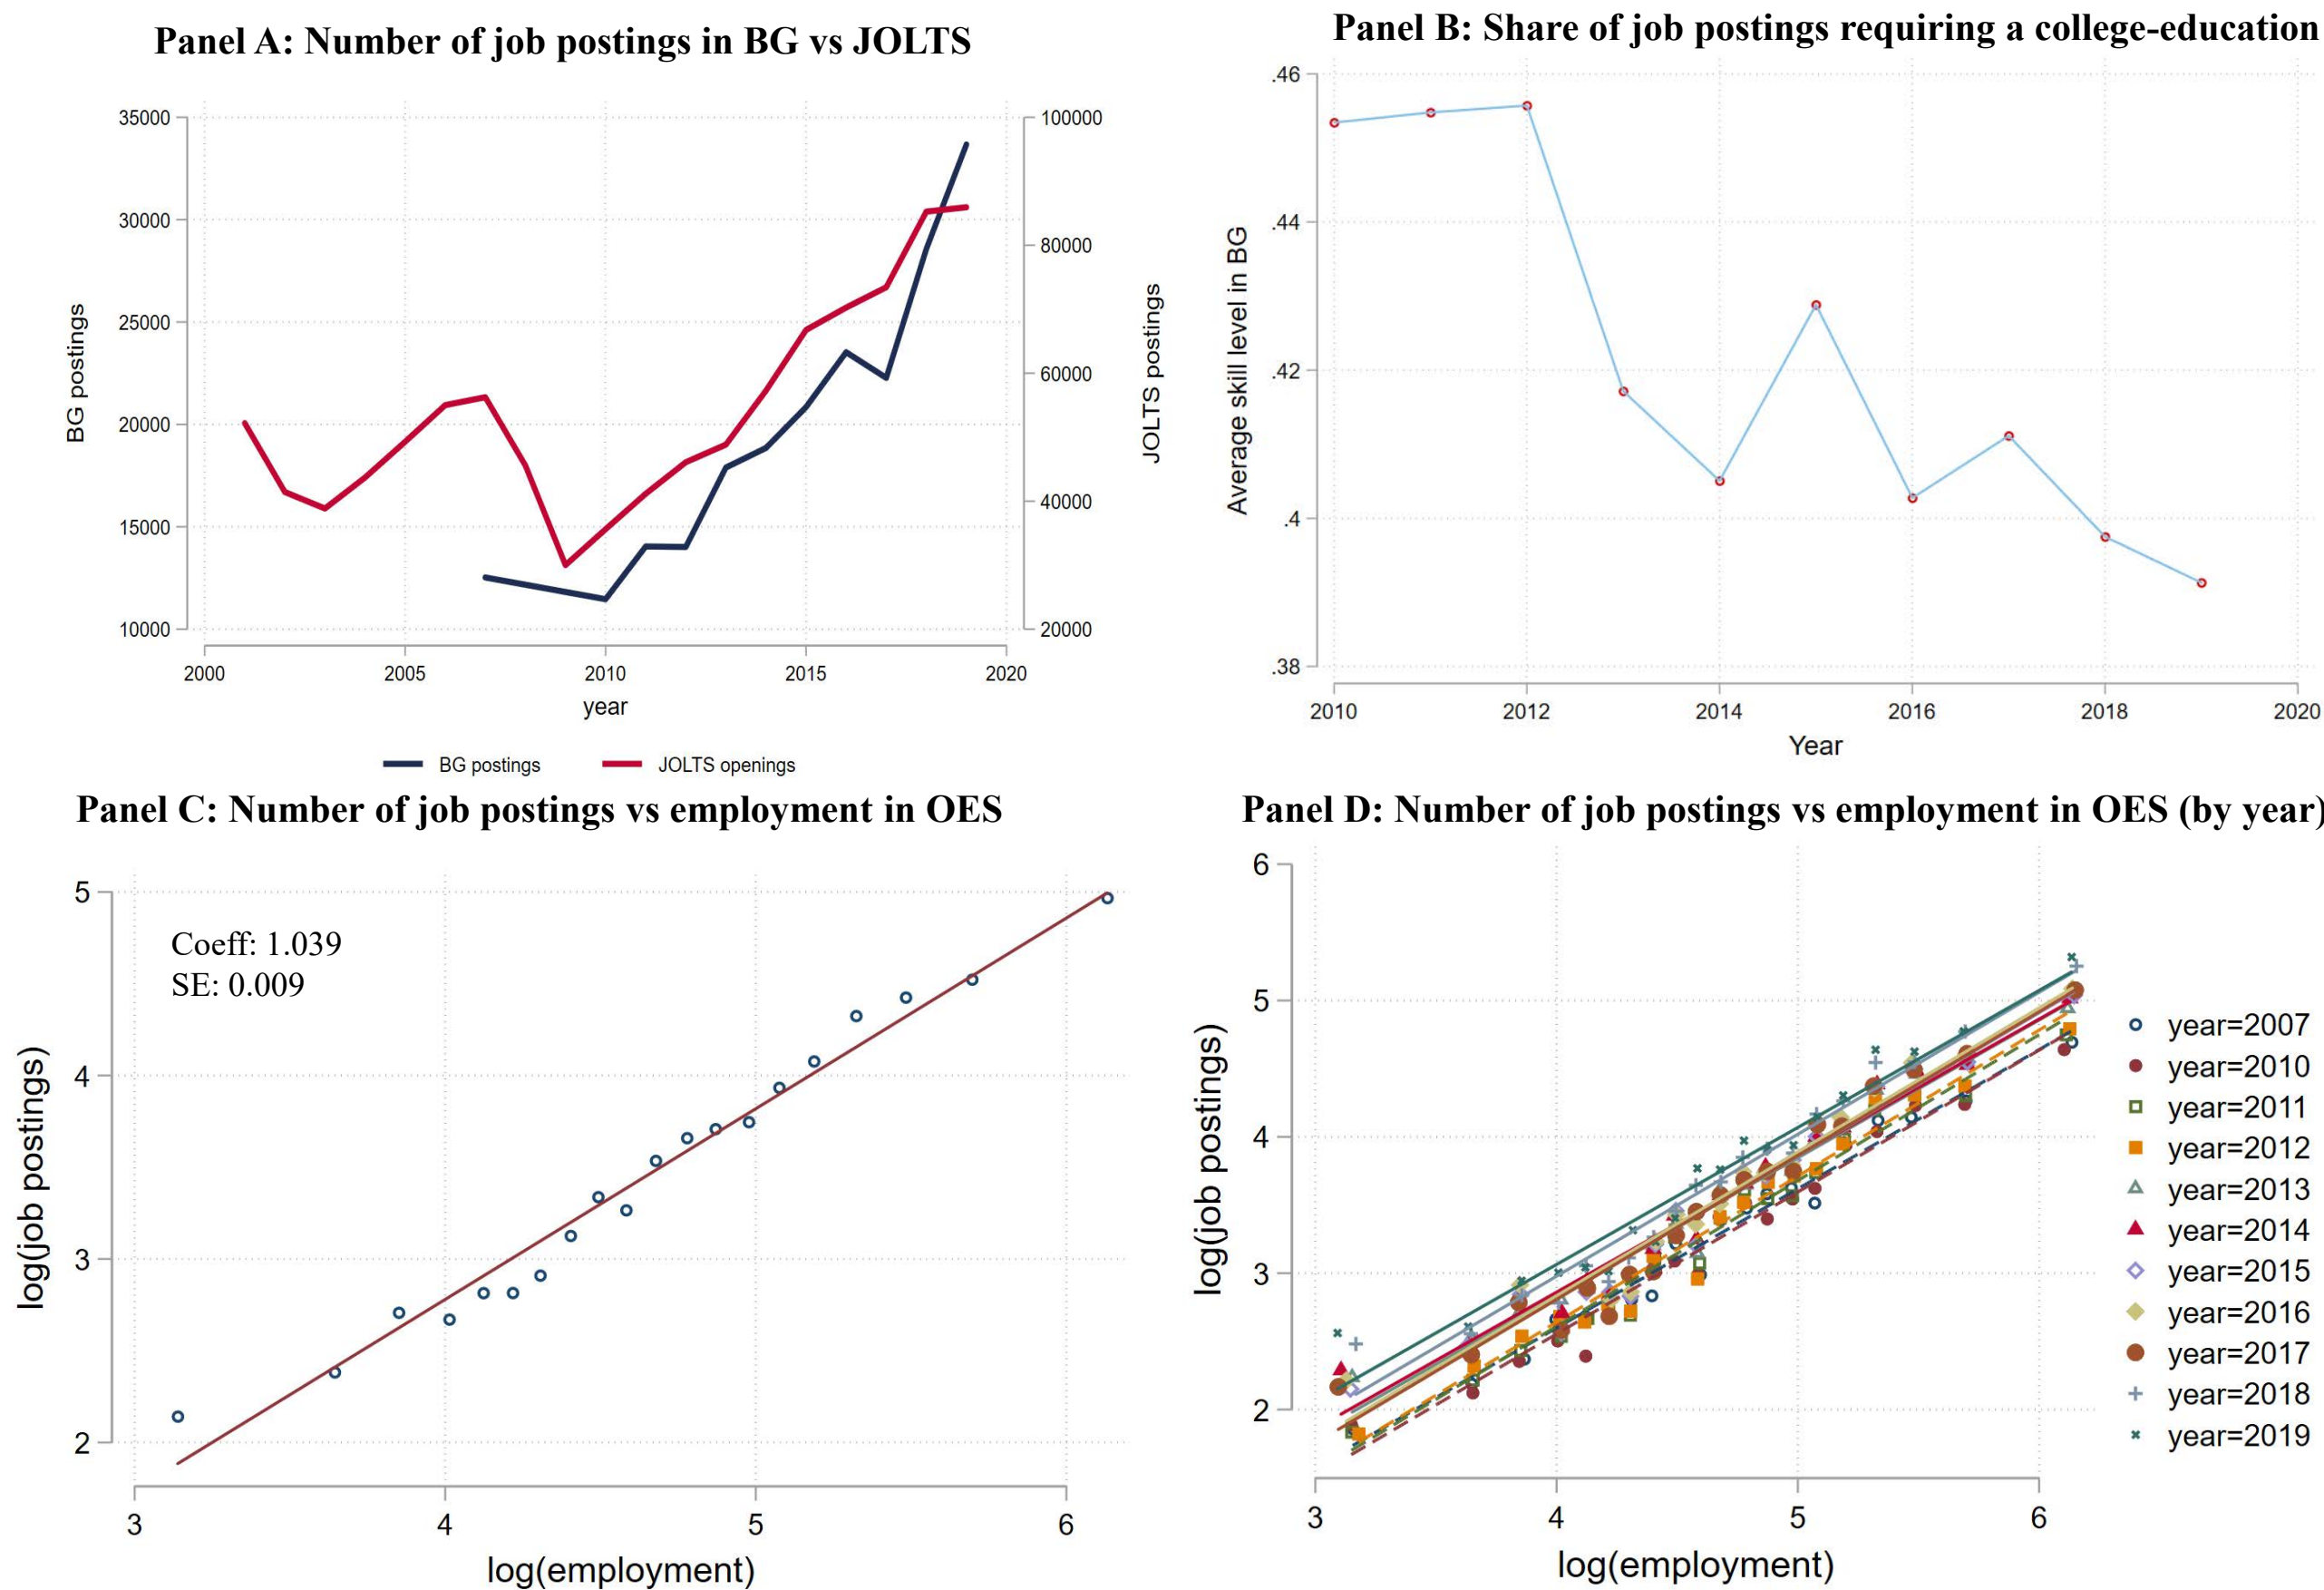 Panel A: Number of job postings in BG vs JOLTS
35000
30000
25000
20000
15000
10000
BG postings
100000
80000
60000
40000
20000
JOLTS postings
2000
2005
2010
2015
2020
year
BG postings
JOLTS openings
Panel B: Share of job postings requiring a college-education
.46
.44
.42
.4
.38
Average skill level in BG
2010
2012
2014
2016
2018
2020
Year
Panel C: Number of job postings vs employment in OES
Coeff: 1.039
SE: 0.009
5
4
3
2
log(job postings)
3
4
5
6
log(employment)
Panel D: Number of job postings vs employment in OES (by year)
6
5
4
3
2
log(job postings)
3
4
5
6
log(employment)
year=2007
year=2010
year=2011
year=2012
year=2013
year=2014
year=2015
year=2016
year=2017
year=2018
year=2019